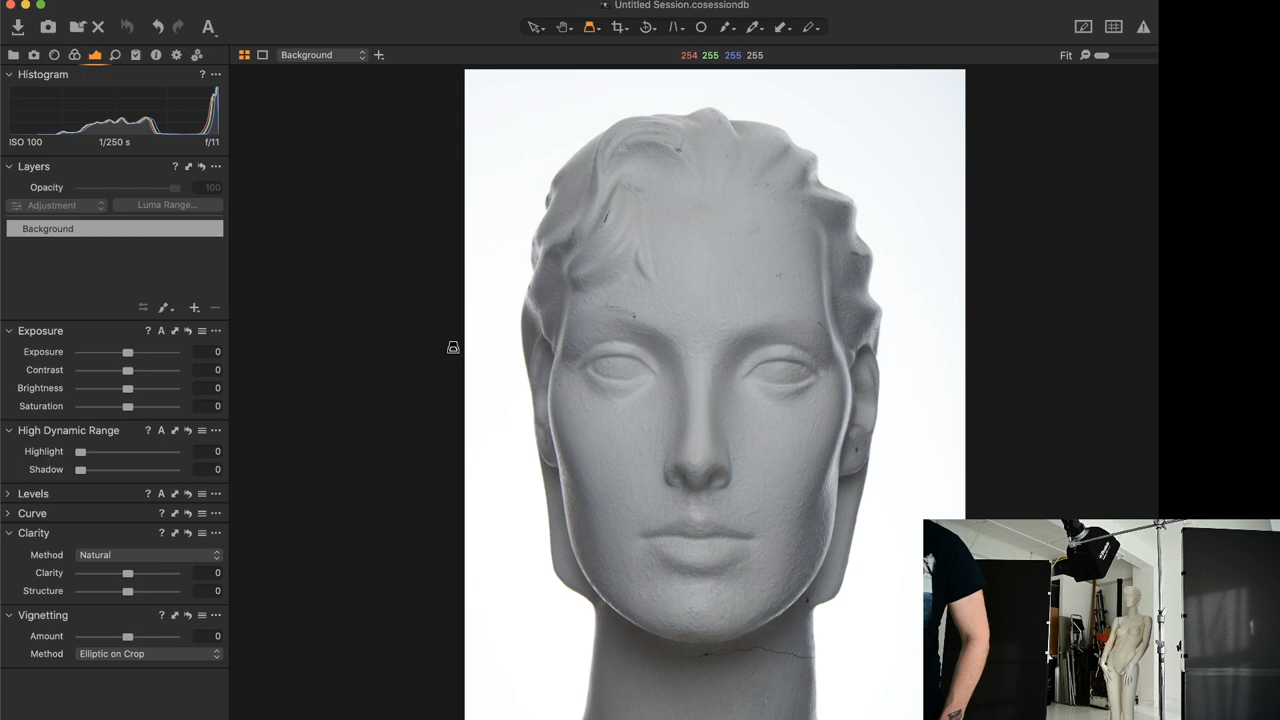 Untitled Session.cosessiondb
A
Background
254 255 255 255
Fit
Histogram ?
ISO 100 1/250 s f/11
Layers ?
Opacity 100
Adjustment Luma Range...
Background
Exposure ? A
Exposure 0
Contrast 0
Brightness 0
Saturation 0
High Dynamic Range ? A
Highlight 0
Shadow 0
Levels ? A
Curve ?
Clarity ?
Method Natural
Clarity 0
Structure 0
Vignetting ?
Amount 0
Method Elliptic on Crop